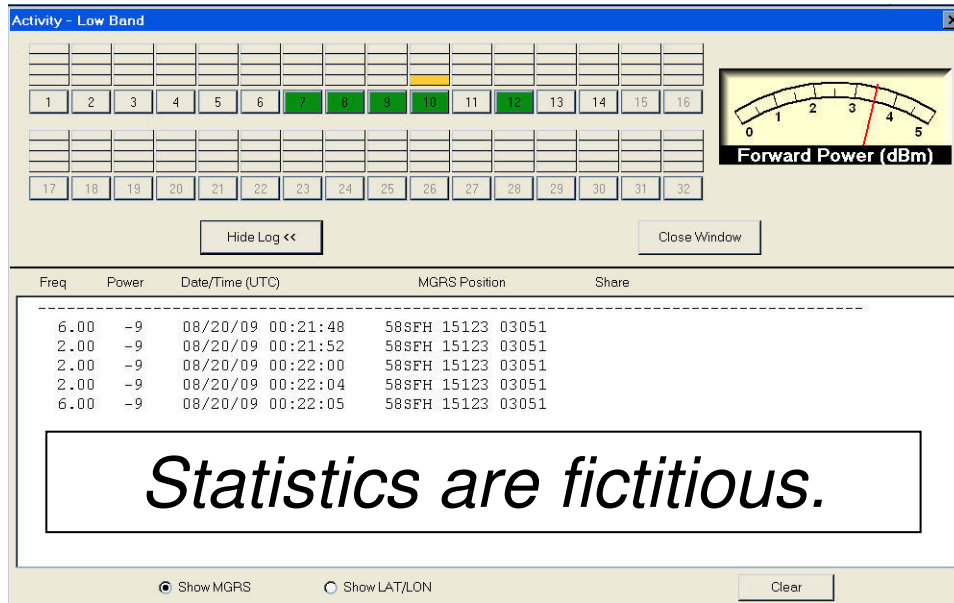 Activity - Low Band
1 2 3 4 5 6 7 8 9 10 11 12 13 14 15 16
0 1 2 3 4 5
Forward Power (dBm)
17 18 19 20 21 22 23 24 25 26 27 28 29 30 31 32
Hide Log << Close Window
Freq Power Date/Time (UTC) MGRS Position Share
6.00 -9 08/20/09 00:21:48 58SFH 15123 03051
2.00 -9 08/20/09 00:21:52 58SFH 15123 03051
2.00 -9 08/20/09 00:22:00 58SFH 15123 03051
2.00 -9 08/20/09 00:22:04 58SFH 15123 03051
6.00 -9 08/20/09 00:22:05 58SFH 15123 03051
Statistics are fictitious.
Show MGRS Show LAT/LON Clear